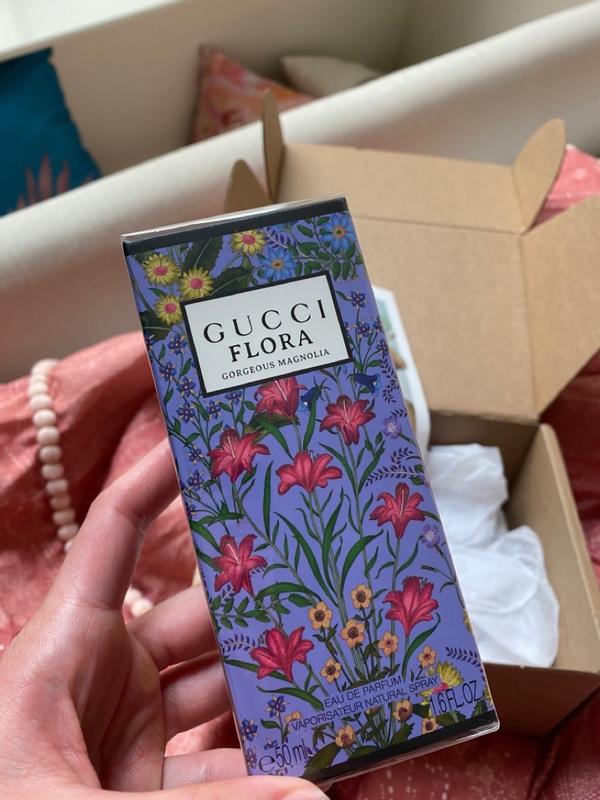 GUCCI
FLORA
GORGEOUS MAGNOLIA
EAU DE PARFUM
VAPORISATEUR NATURAL SPRAY
℮50 ml 1.6 FL.OZ.